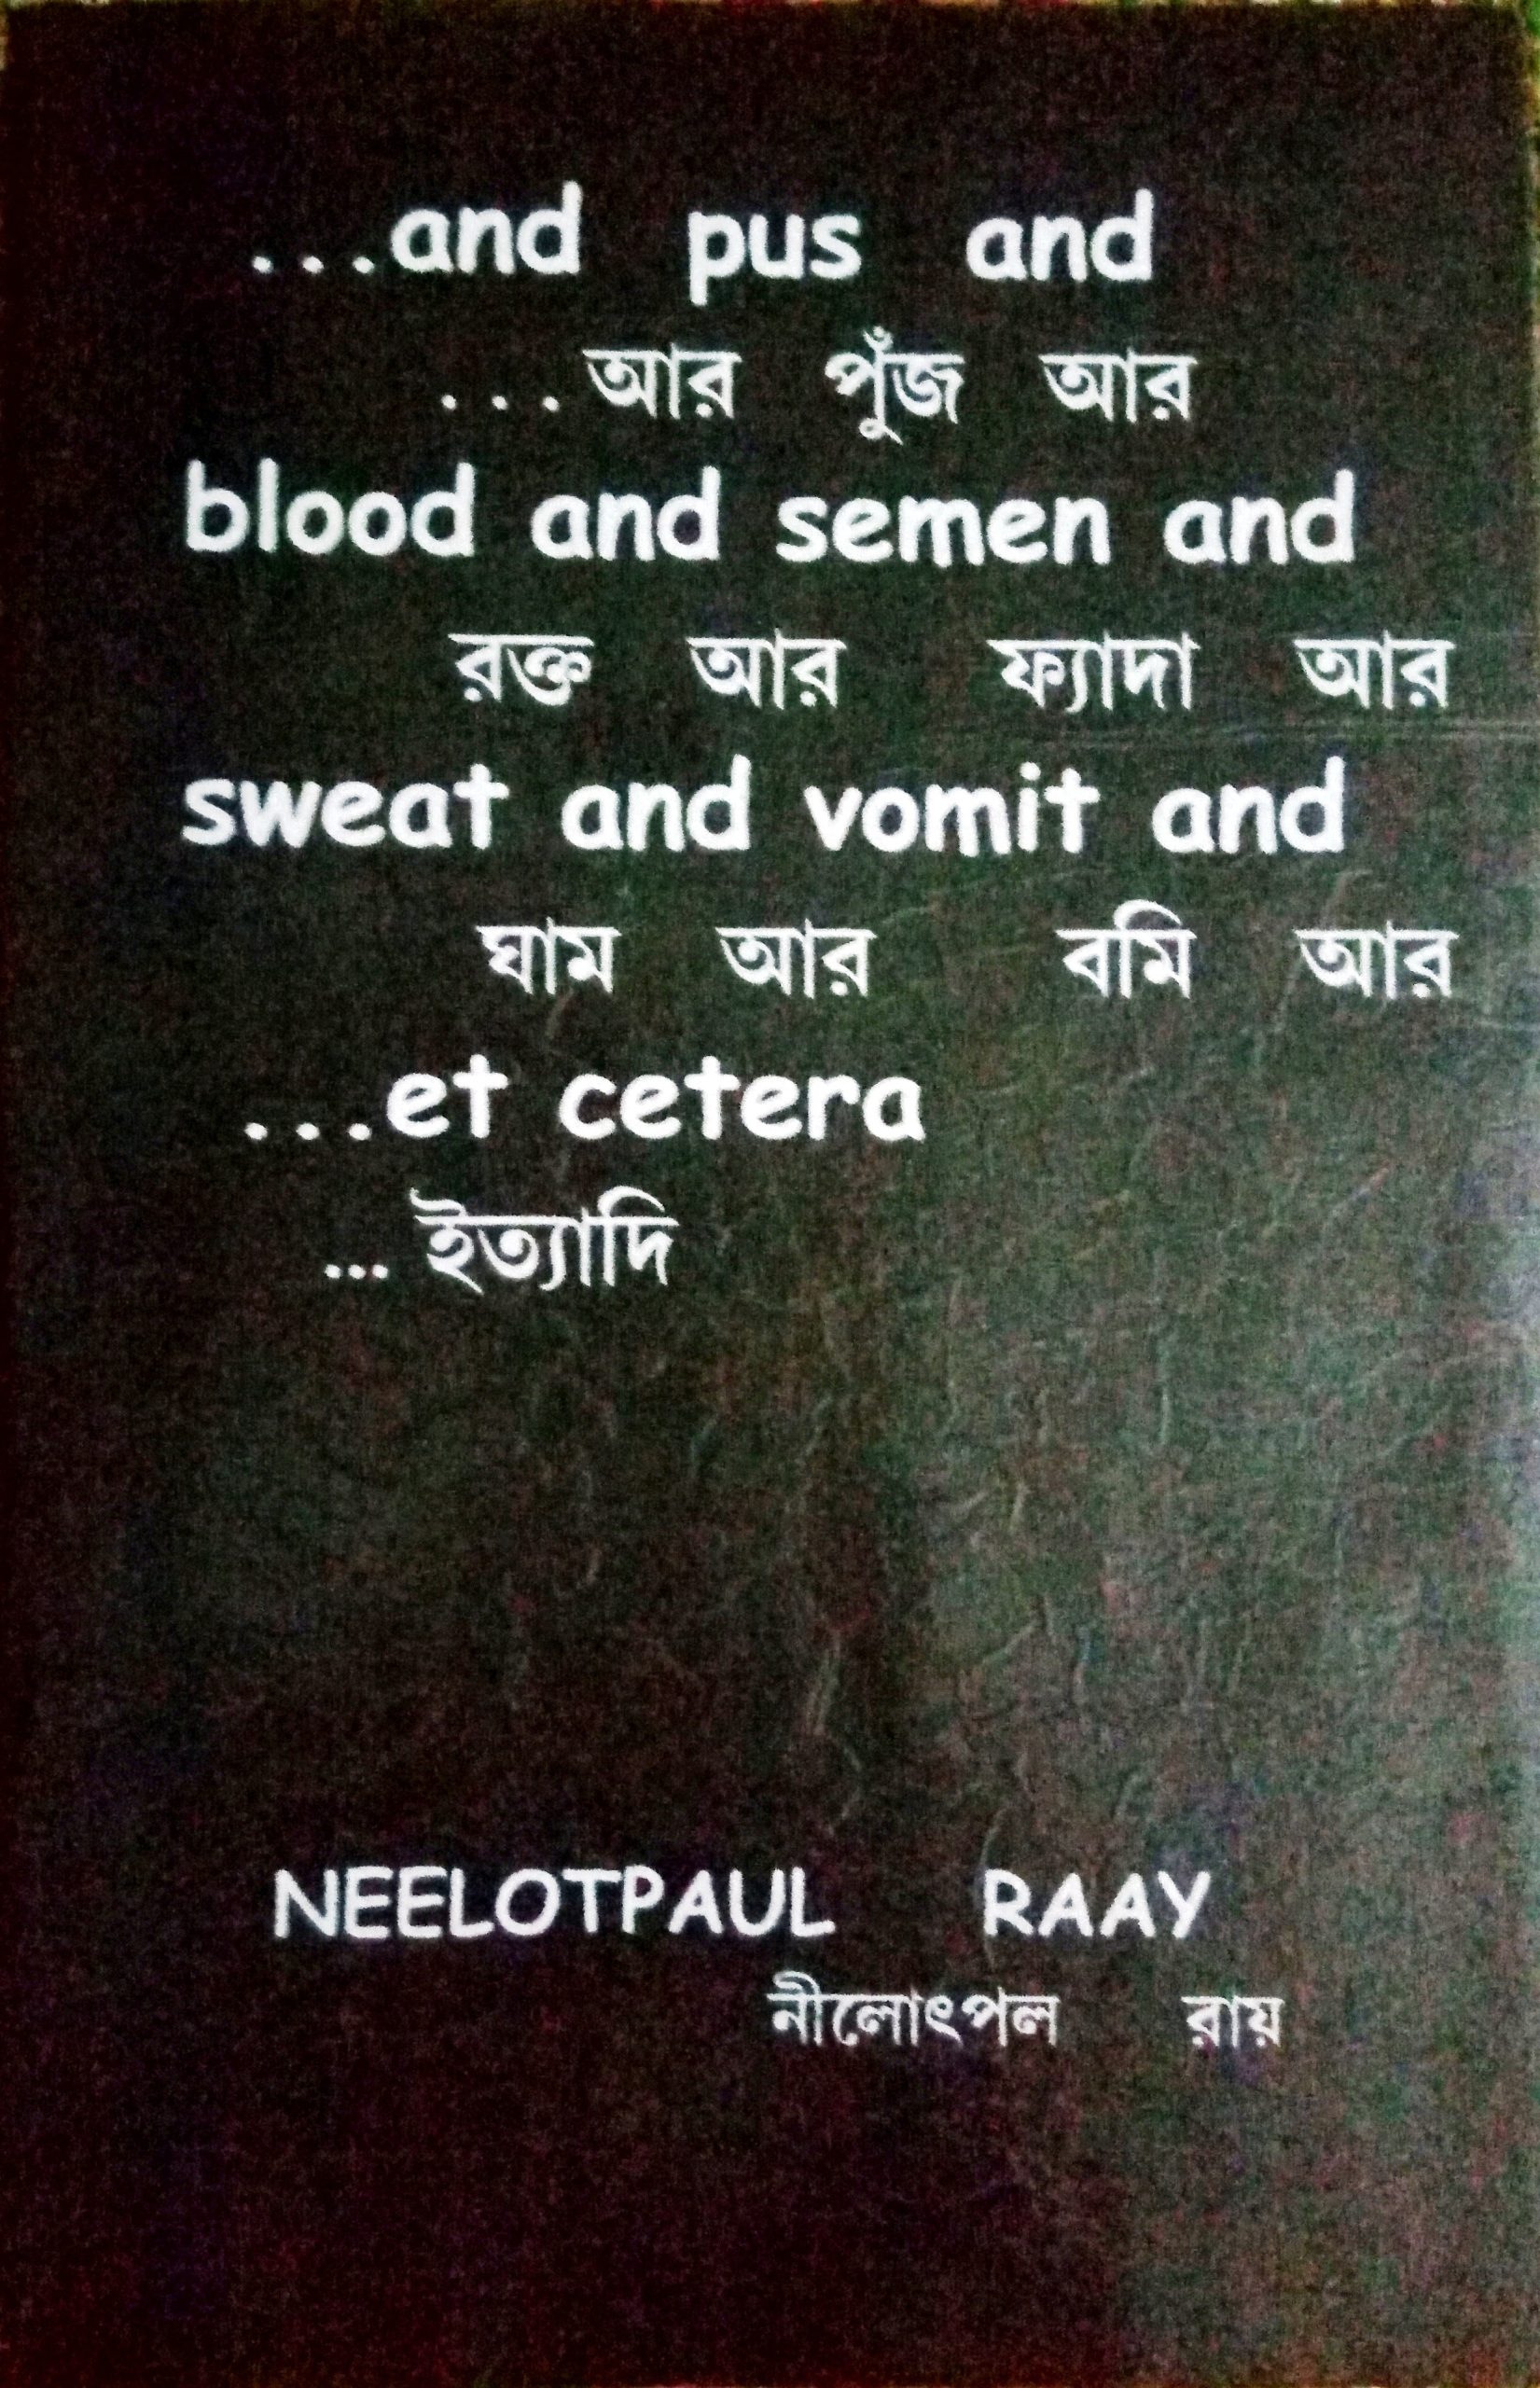 ...and pus and
...আর পুঁজ আর
blood and semen and
রক্ত আর ফ্যাদা আর
sweat and vomit and
ঘাম আর বমি আর
...et cetera
... ইত্যাদি
NEELOTPAUL RAAY
নীলোৎপল রায়